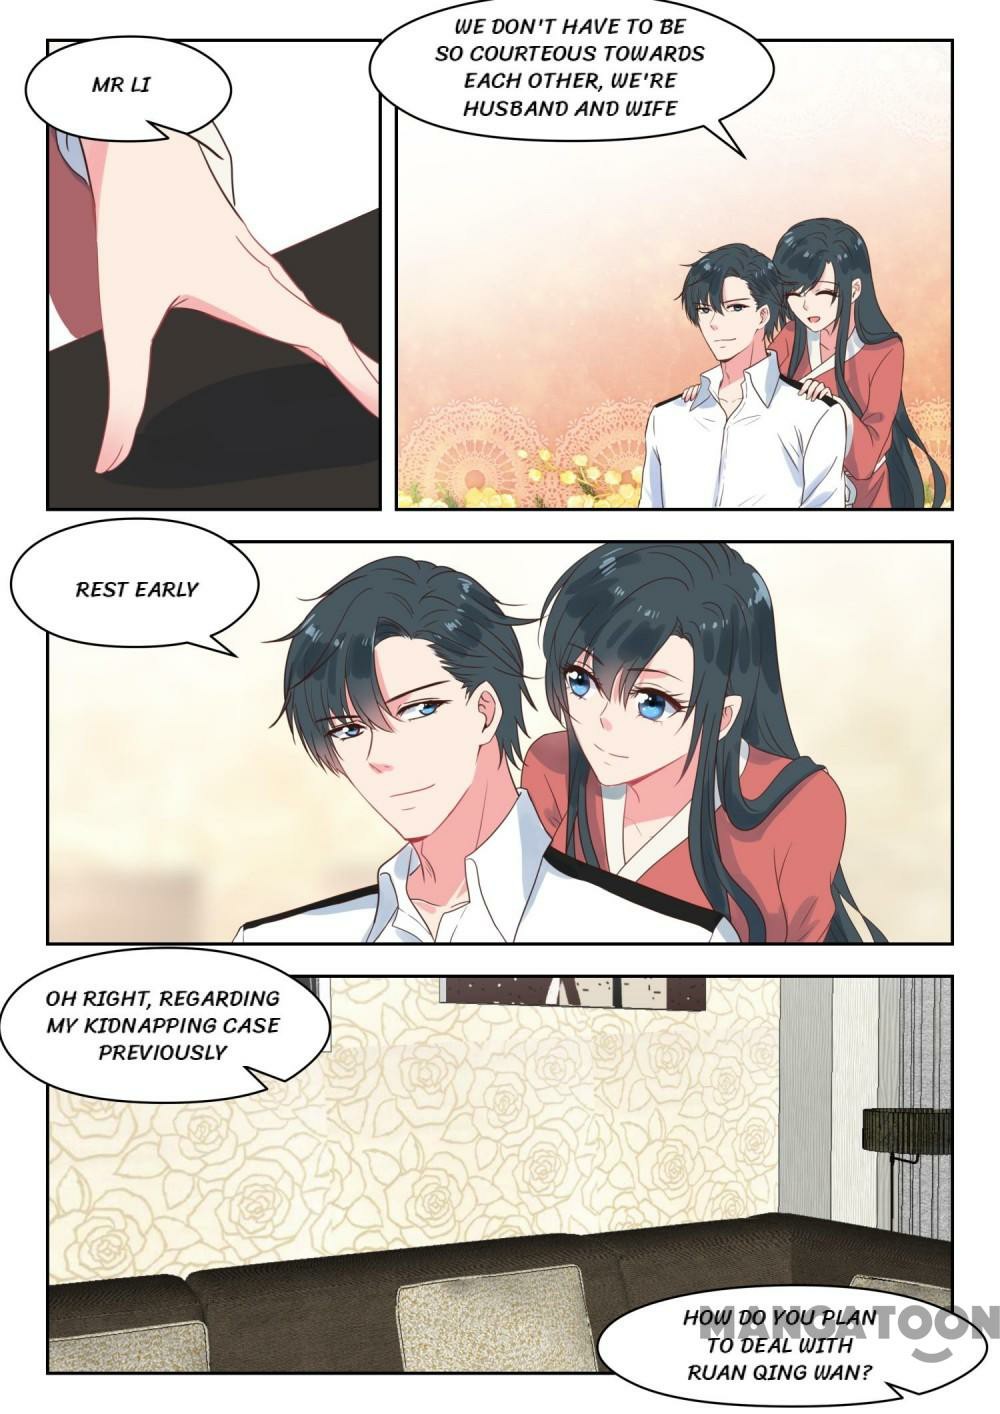 MR LI
WE DON'T HAVE TO BE
SO COURTEOUS TOWARDS
EACH OTHER, WE'RE
HUSBAND AND WIFE
REST EARLY
OH RIGHT, REGARDING
MY KIDNAPPING CASE
PREVIOUSLY
HOW DO YOU PLAN
TO DEAL WITH
RUAN QING WAN?
MANGATOON